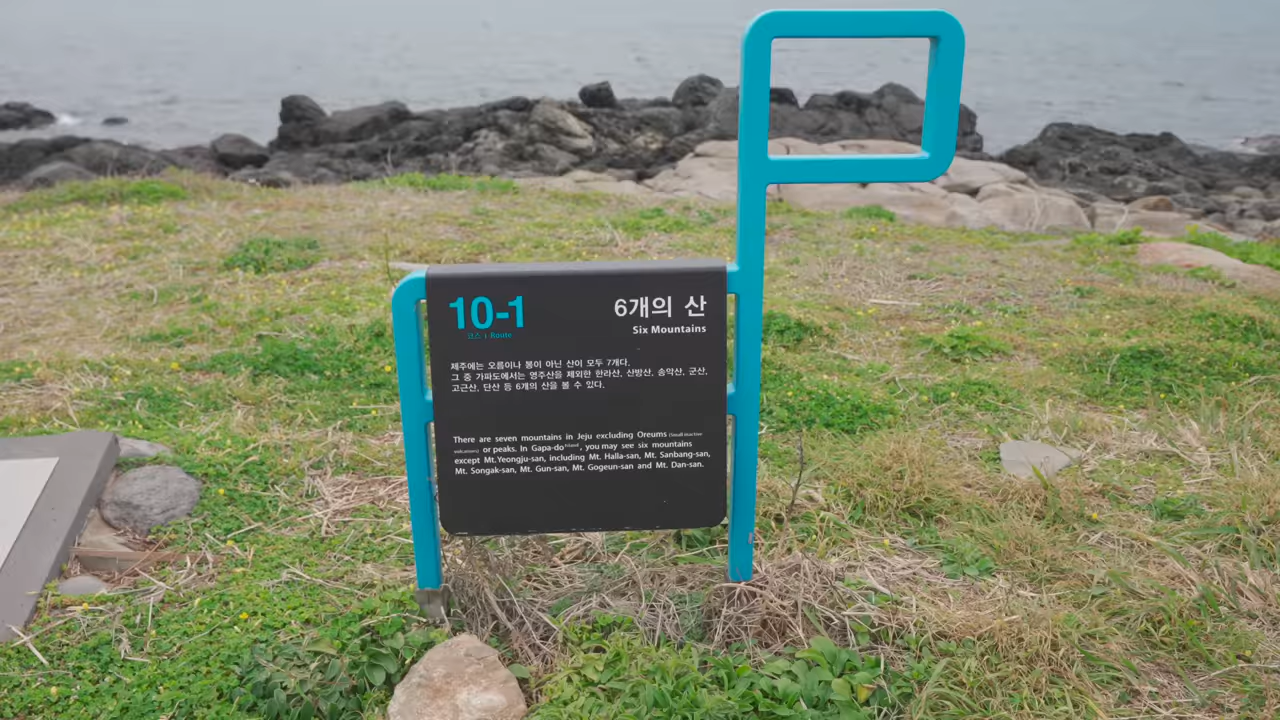 10-1
6개의 산
코스 Route
Six Mountains
제주에는 오름이나 봉이 아닌 산이 모두 7개다.
그 중 가파도에서는 영주산을 제외한 한라산, 산방산, 송악산, 군산,
고근산, 단산 등 6개의 산을 볼 수 있다.
There are seven mountains in Jeju excluding Oreums (Small inactive
volcanoes) or peaks. In Gapa-do island, you may see six mountains
except Mt.Yeongju-san, including Mt. Halla-san, Mt. Sanbang-san,
Mt. Songak-san, Mt. Gun-san, Mt. Gogeun-san and Mt. Dan-san.